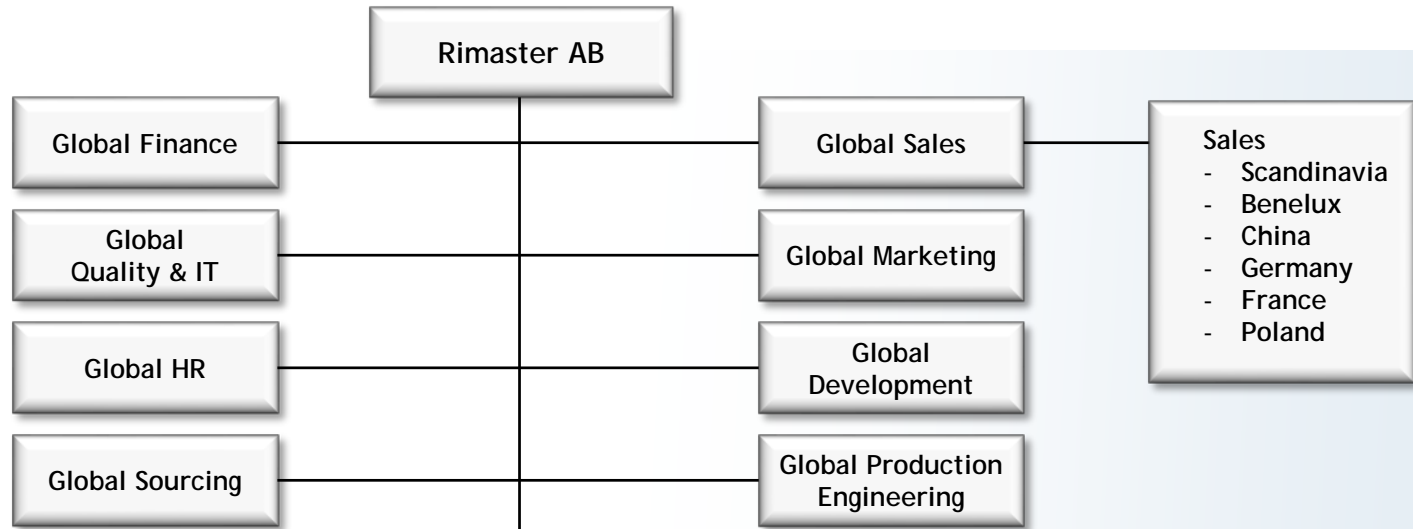 Rimaster AB
Global Finance
Global Sales
Sales
- Scandinavia
- Benelux
- China
- Germany
- France
- Poland
Global
Quality & IT
Global Marketing
Global HR
Global
Development
Global Sourcing
Global Production
Engineering